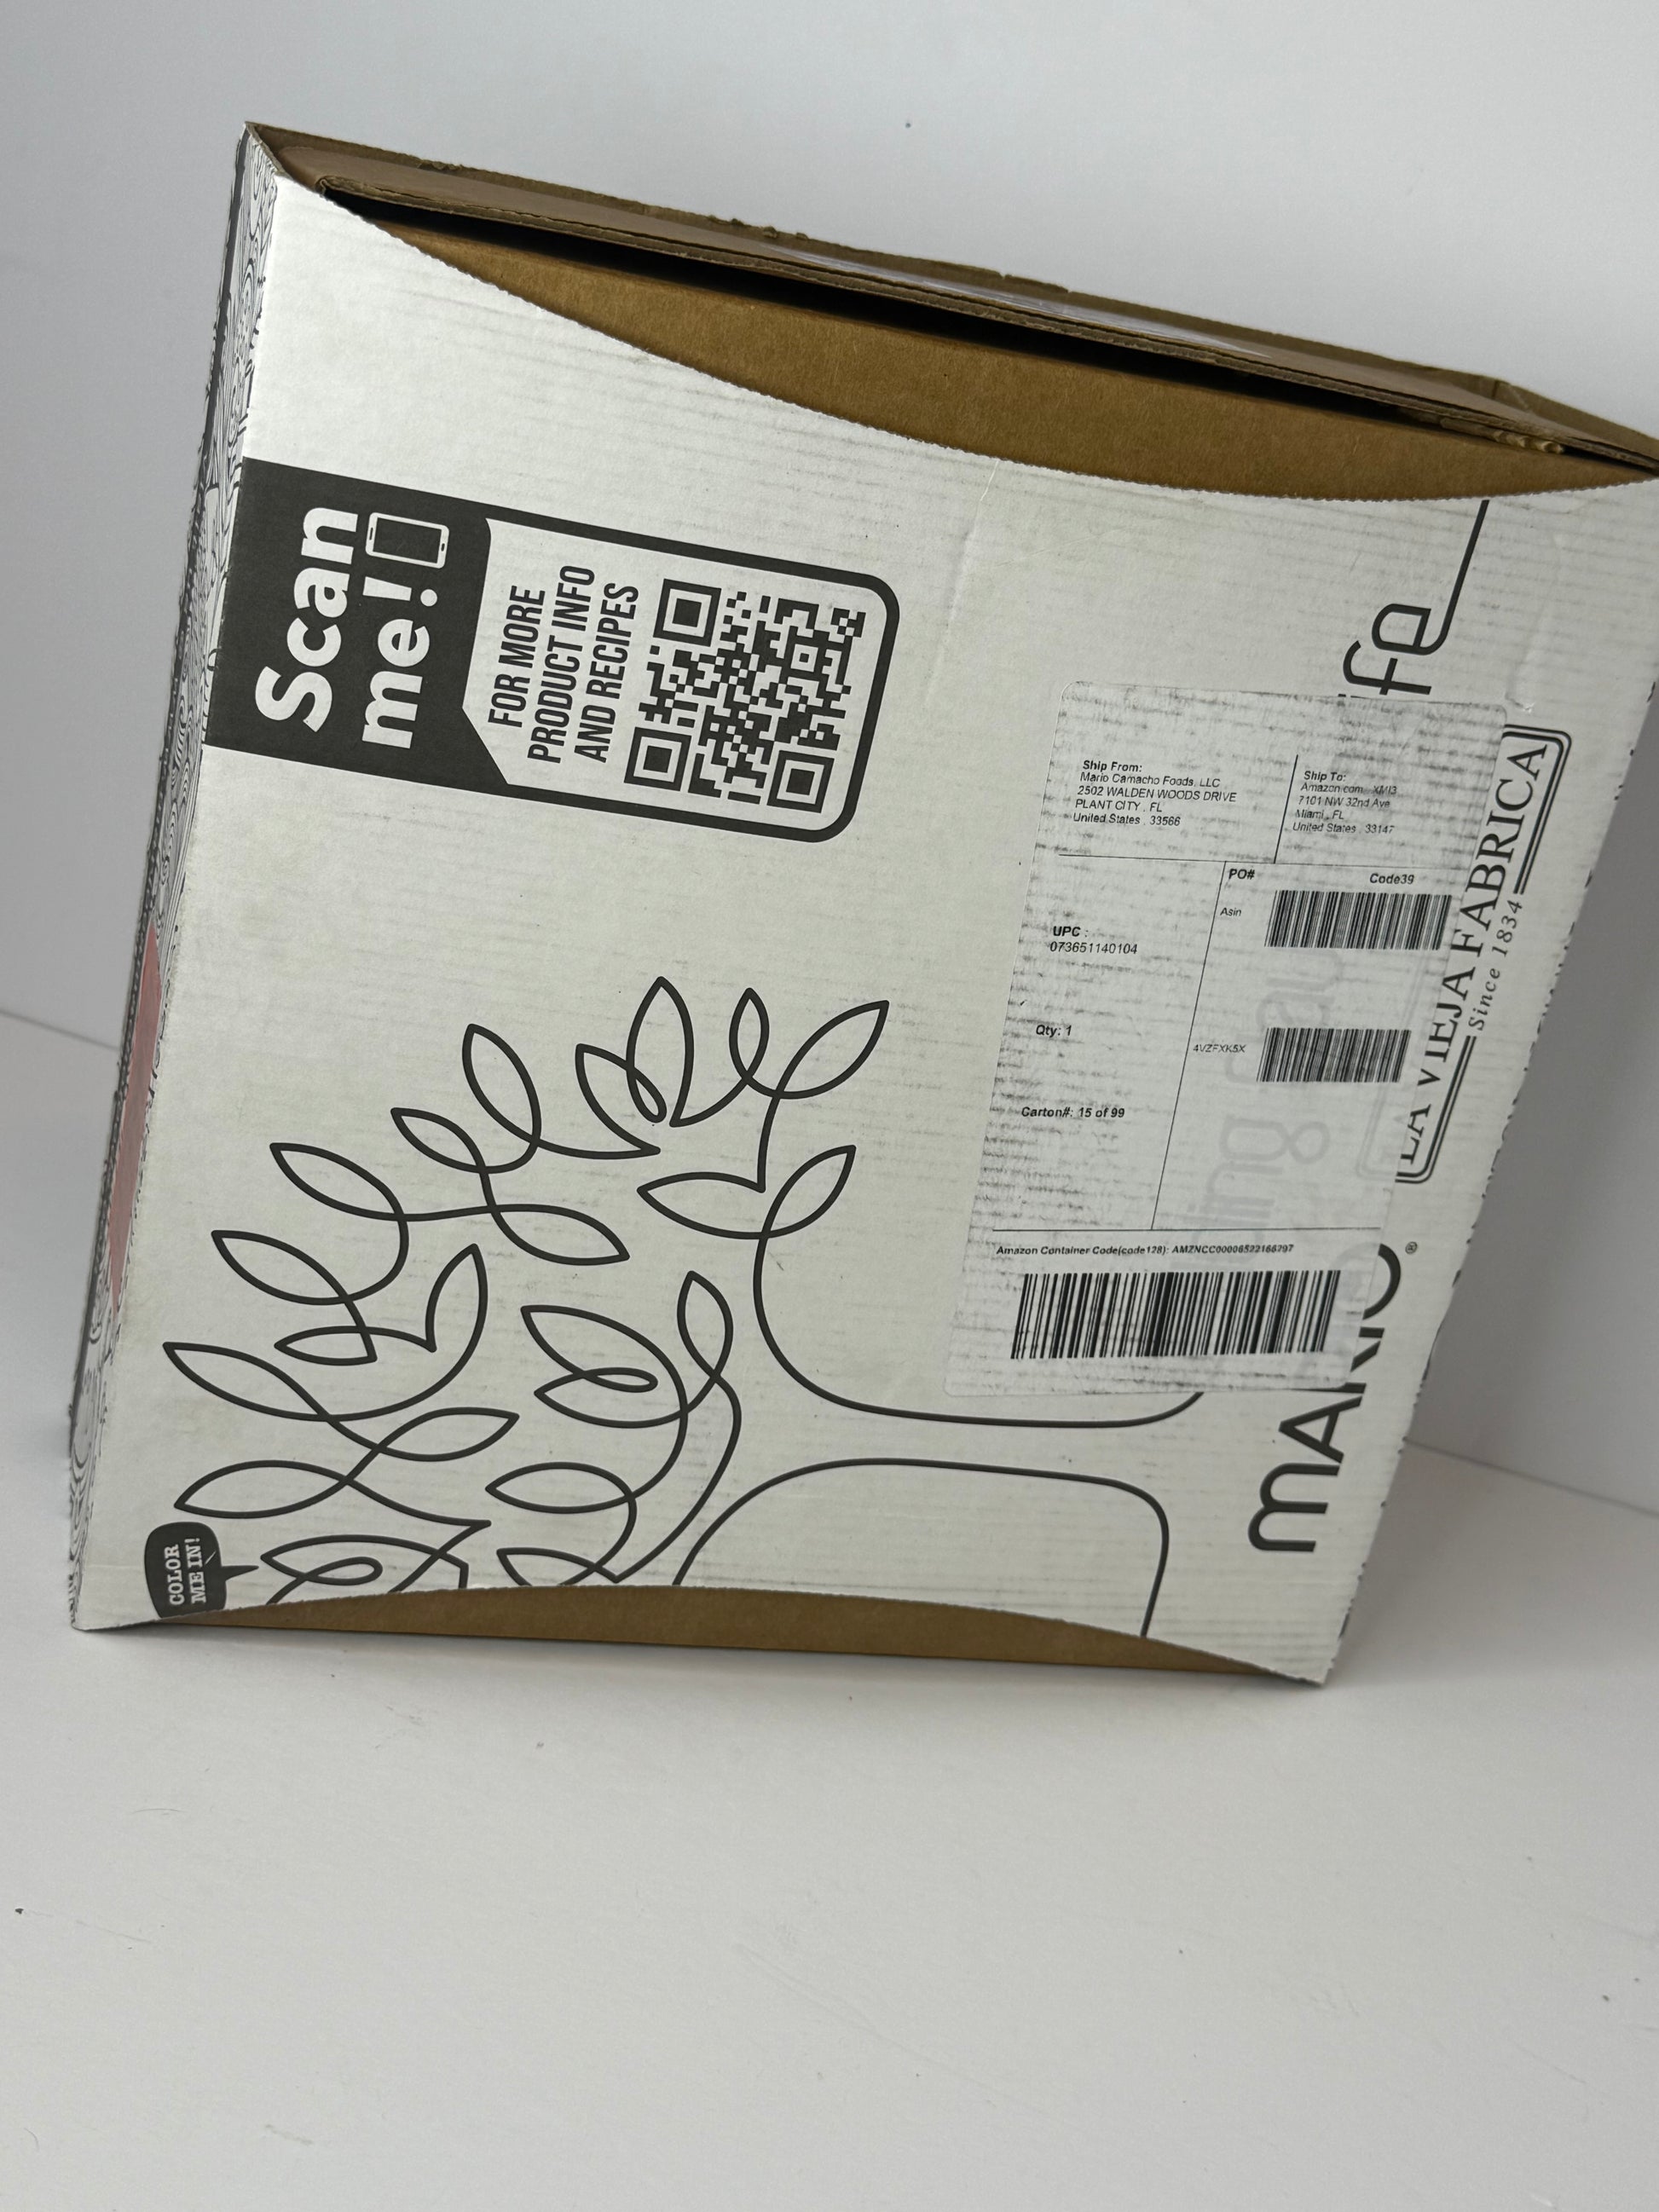 Scan
me!
FOR MORE
PRODUCT INFO
AND RECIPES
Ship From:
Mario Camacho Foods, LLC
2502 WALDEN WOODS DRIVE
PLANT CITY , FL
United States , 33566
Ship To:
Amazon.com, XMI3
7101 NW 32nd Ave
Miami , FL
United States , 33147
PO#
Code39
Asin
UPC :
073651140104
Qty: 1
4VZFXK5X
Carton#: 15 of 99
Amazon Container Code(code128): AMZNCC00006522166797
LA VIEJA FABRICA
Since 1834
MARIO®
COLOR
ME IN!